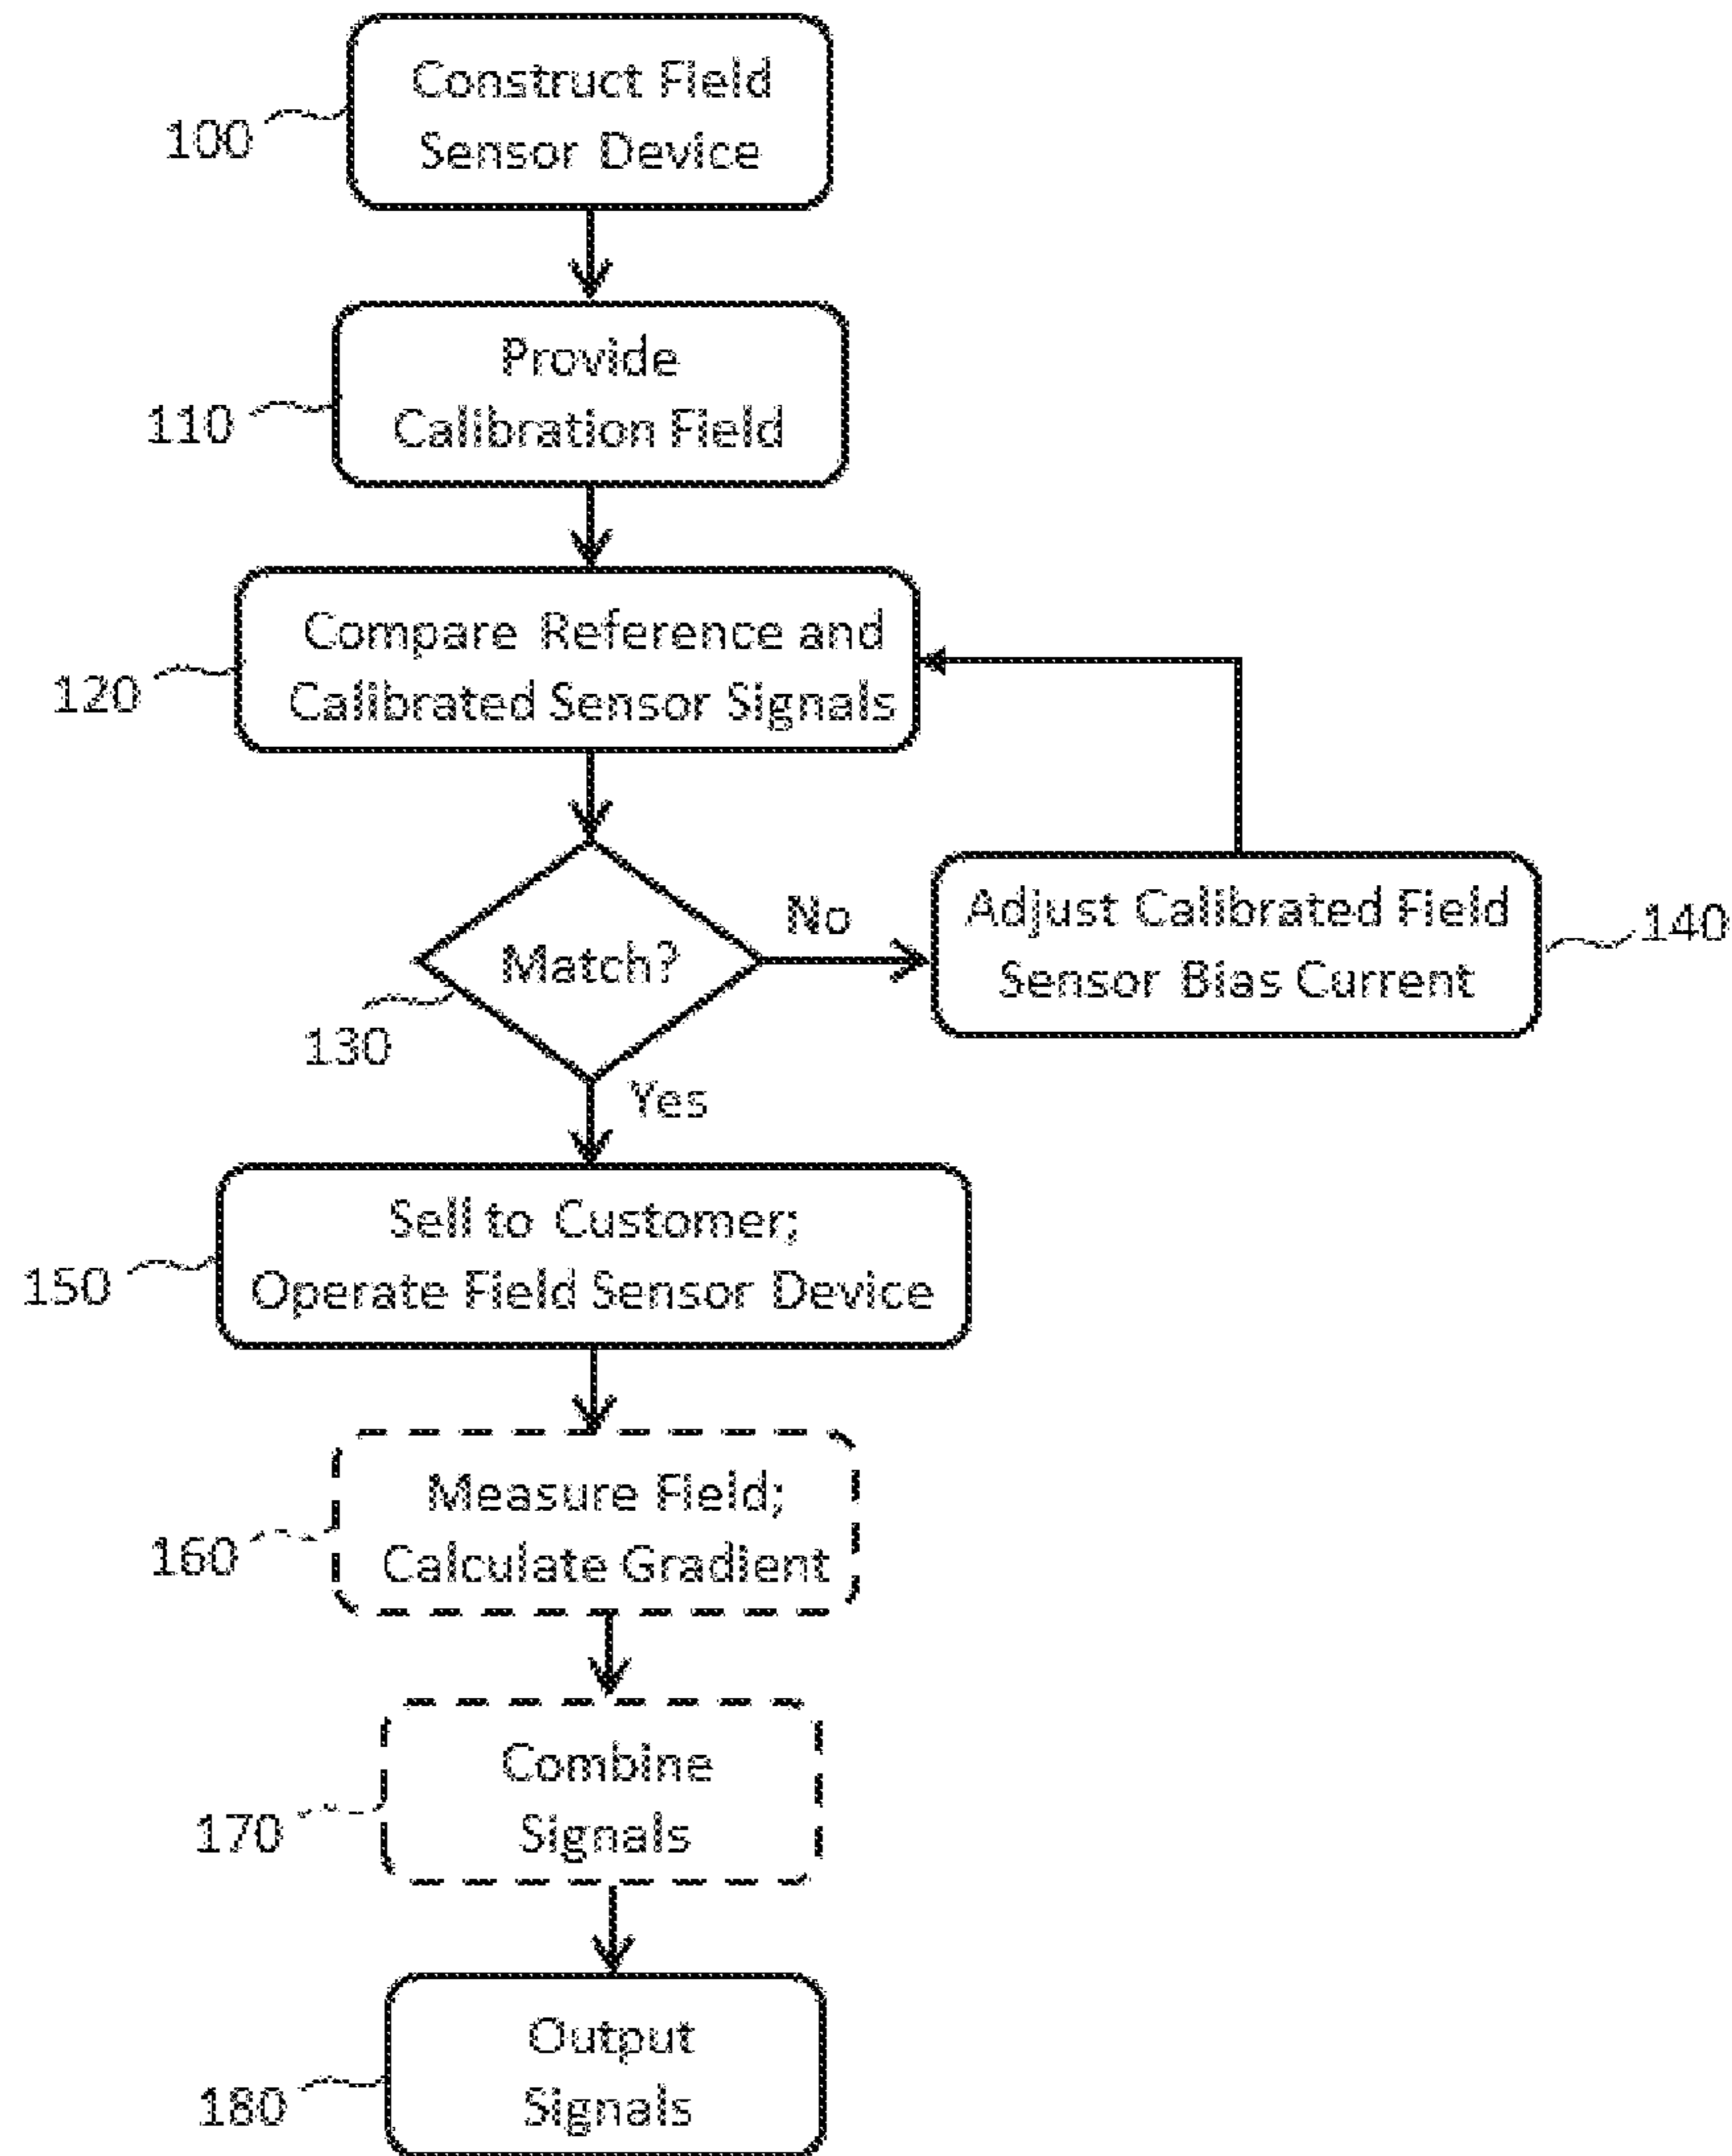 Construct Field
Sensor Device
100
Provide
Calibration Field
110
Compare Reference and
Calibrated Sensor Signals
120
Match?
130
No
Adjust Calibrated Field
Sensor Bias Current
140
Yes
Sell to Customer;
Operate Field Sensor Device
150
Measure Field;
Calculate Gradient
160
Combine
Signals
170
Output
Signals
180